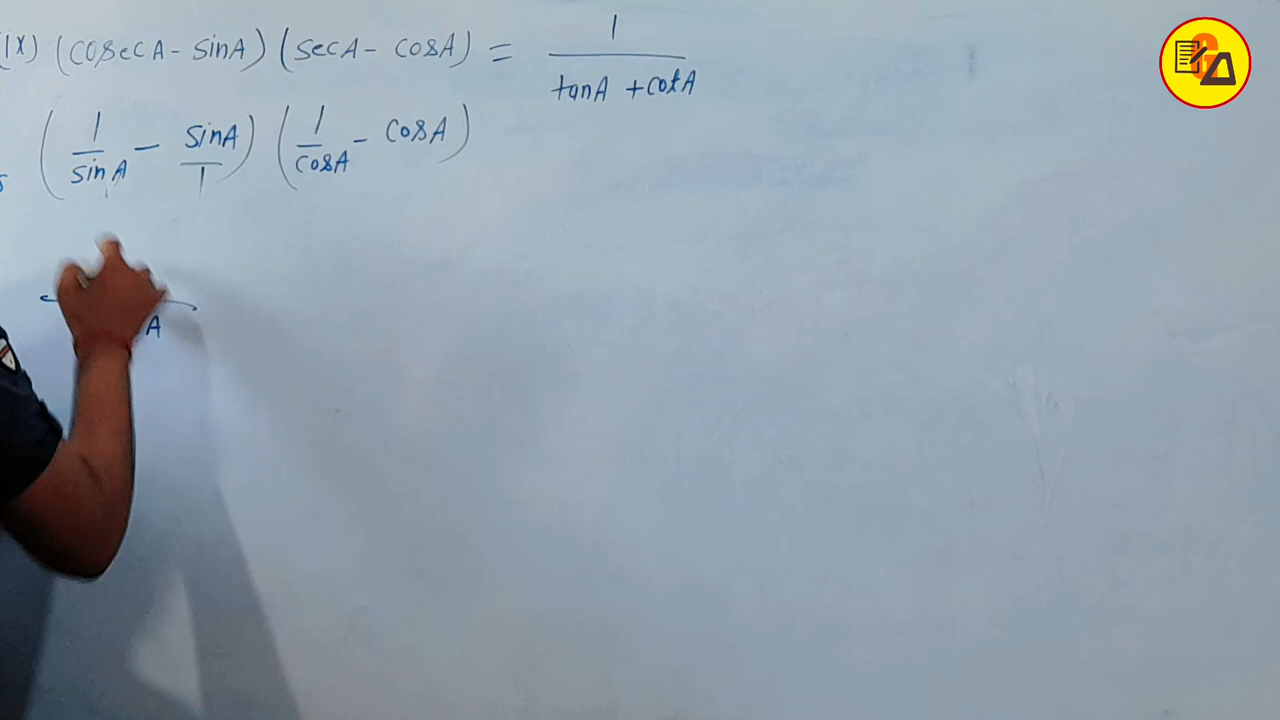 (ix) (cosecA - sinA) (secA - cosA) = 1 / (tanA + cotA)
(1/sinA - sinA/1) (1/cosA - cosA)
A